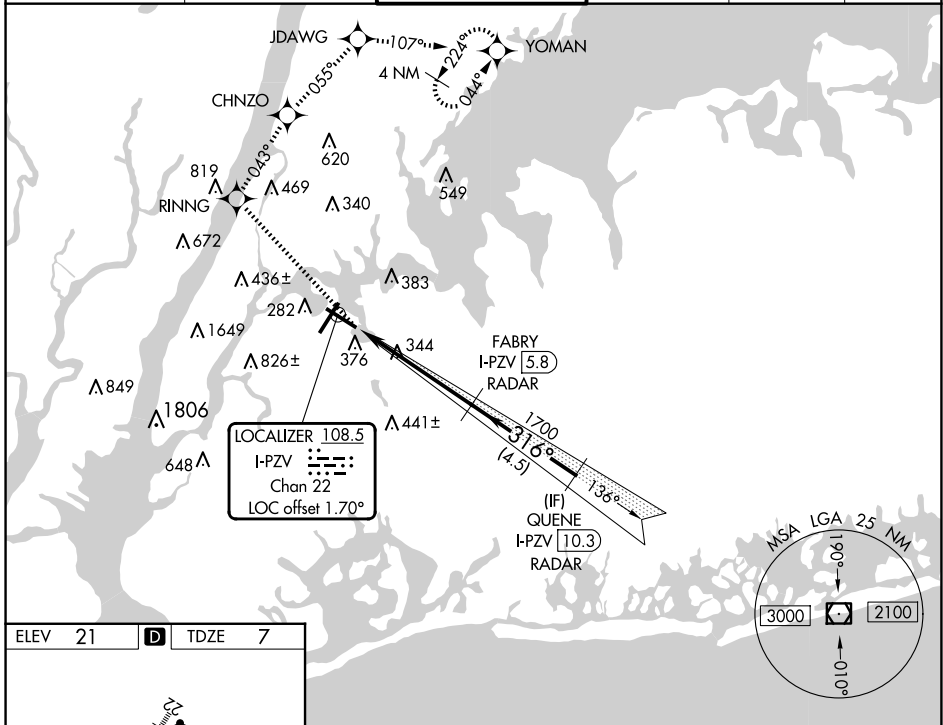 JDAWG
107°
224°
YOMAN
4 NM
044°
055°
CHNZO
043°
620
819
469
549
RINNG
340
672
436±
383
282
1649
376
344
826±
849
1806
441±
648
FABRY
I-PZV 5.8
RADAR
1700
316°
(4.5)
136°
LOCALIZER 108.5
I-PZV
Chan 22
LOC offset 1.70°
(IF)
QUENE
I-PZV 10.3
RADAR
MSA LGA 25 NM
190°
3000
2100
010°
ELEV 21 D TDZE 7
22